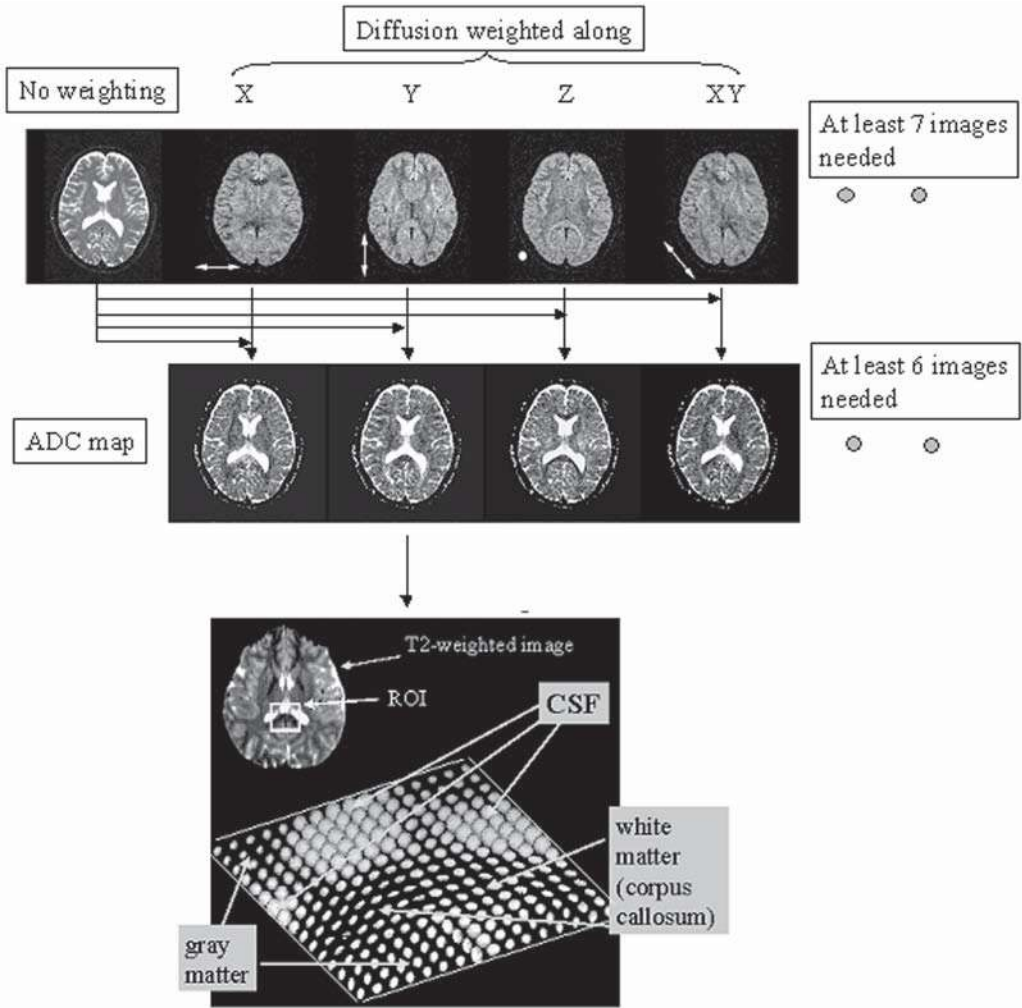 Diffusion weighted along
No weighting
X
Y
Z
XY
At least 7 images
needed
At least 6 images
needed
ADC map
T2-weighted image
ROI
CSF
white
matter
(corpus
callosum)
gray
matter